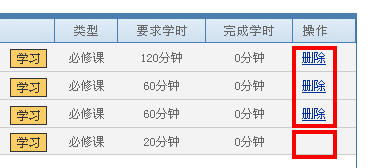 类型 要求学时 完成学时 操作
学习 必修课 120分钟 0分钟 删除
学习 必修课 60分钟 0分钟 删除
学习 必修课 60分钟 0分钟 删除
学习 必修课 20分钟 0分钟